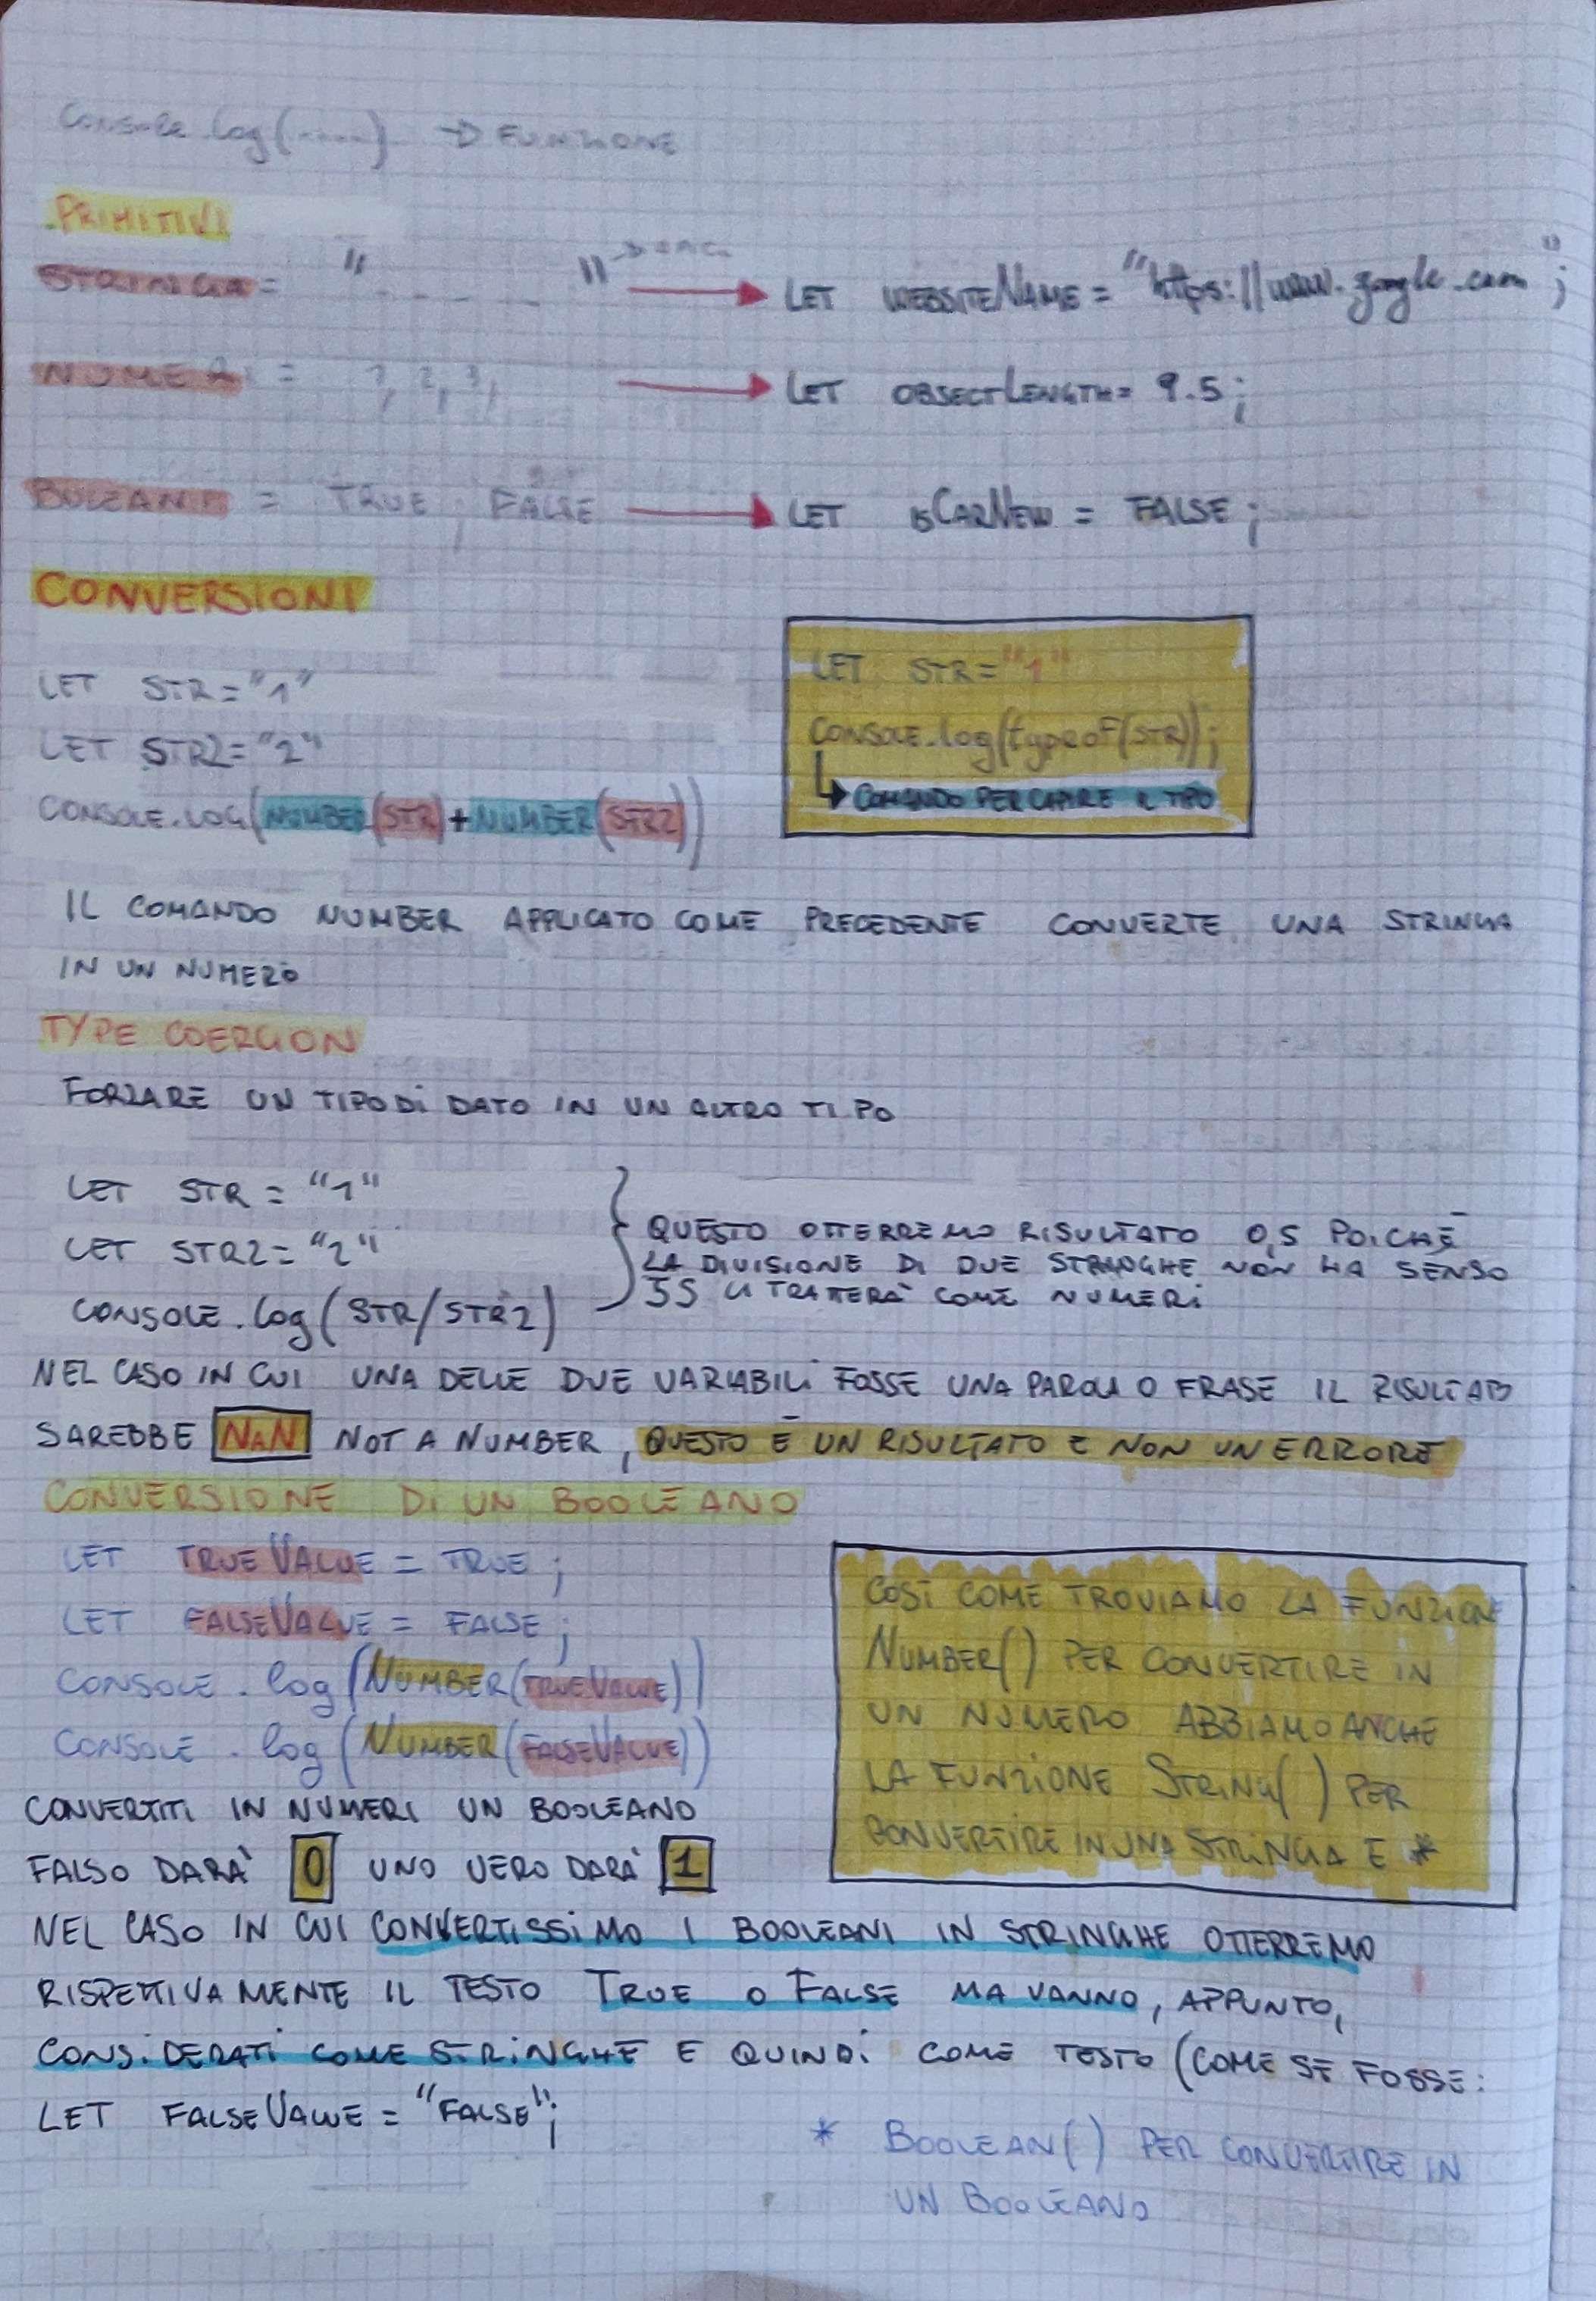 console.log(.....) → FUNZIONE
PRIMITIVI
STRINGA = "- - - - -" → LET WEBSITENAME = "https://www.google.com";
NUMERI = 1, 2, 3, → LET OBJECTLENGTH = 9.5;
BULEANI = TRUE, FALSE → LET ISCARNEW = FALSE;
CONVERSIONI
LET STR="1"
LET STR2="2"
CONSOLE.LOG(NUMBER(STR)+NUMBER(STR2))
LET STR="1"
CONSOLE.log(typeof(STR));
↳ COMANDO PER CAPIRE IL TIPO
IL COMANDO NUMBER APPLICATO COME PRECEDENTE CONVERTE UNA STRINGA
IN UN NUMERO
TYPE COERCION
FORZARE UN TIPO DI DATO IN UN ALTRO TIPO
LET STR = "1"
LET STR2= "2"
CONSOLE.log(STR/STR2)
QUESTO OTTERREMO RISULTATO 0,5 POICHÉ
LA DIVISIONE DI DUE STRINGHE NON HA SENSO
JS LI TRATTERÀ COME NUMERI
NEL CASO IN CUI UNA DELLE DUE VARIABILI FOSSE UNA PAROLA O FRASE IL RISULTATO
SAREBBE NaN NOT A NUMBER, QUESTO È UN RISULTATO E NON UN ERRORE
CONVERSIONE DI UN BOOLEANO
LET TRUEVALUE = TRUE;
LET FALSEVALUE = FALSE;
CONSOLE.log(NUMBER(TRUEVALUE))
CONSOLE.log(NUMBER(FALSEVALUE))
CONVERTITI IN NUMERI UN BOOLEANO
FALSO DARÀ 0 UNO VERO DARÀ 1
COSÌ COME TROVIAMO LA FUNZIONE
NUMBER() PER CONVERTIRE IN
UN NUMERO ABBIAMO ANCHE
LA FUNZIONE STRING() PER
CONVERTIRE IN UNA STRINGA E *
NEL CASO IN CUI CONVERTISSIMO I BOOLEANI IN STRINGHE OTTERREMO
RISPETTIVAMENTE IL TESTO TRUE O FALSE MA VANNO, APPUNTO,
CONSIDERATI COME STRINGHE E QUINDI COME TESTO (COME SE FOSSE:
LET FALSEVALUE = "FALSE";
* BOOLEAN() PER CONVERTIRE IN
UN BOOLEANO